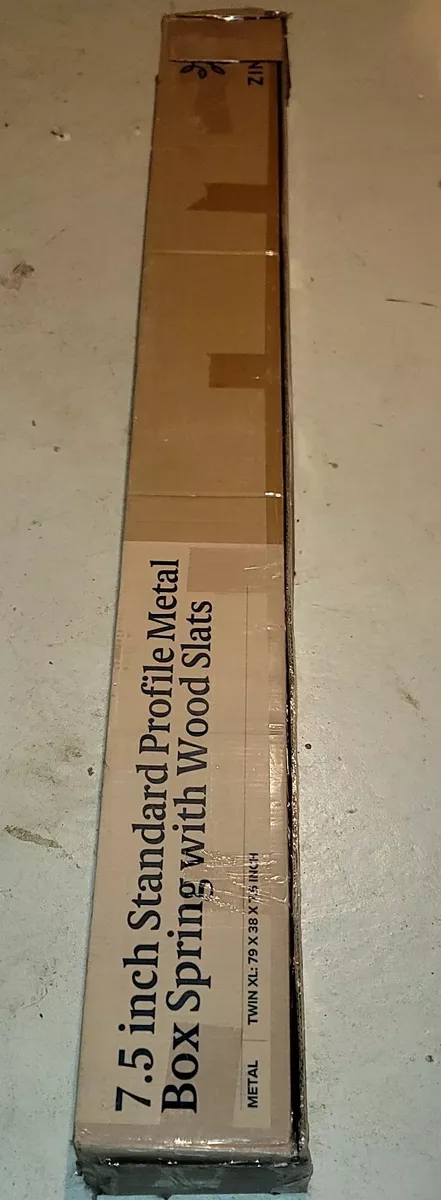 7.5 inch Standard Profile Metal
Box Spring with Wood Slats
METAL TWIN XL: 79 X 38 X 7.5 INCH
ZIN